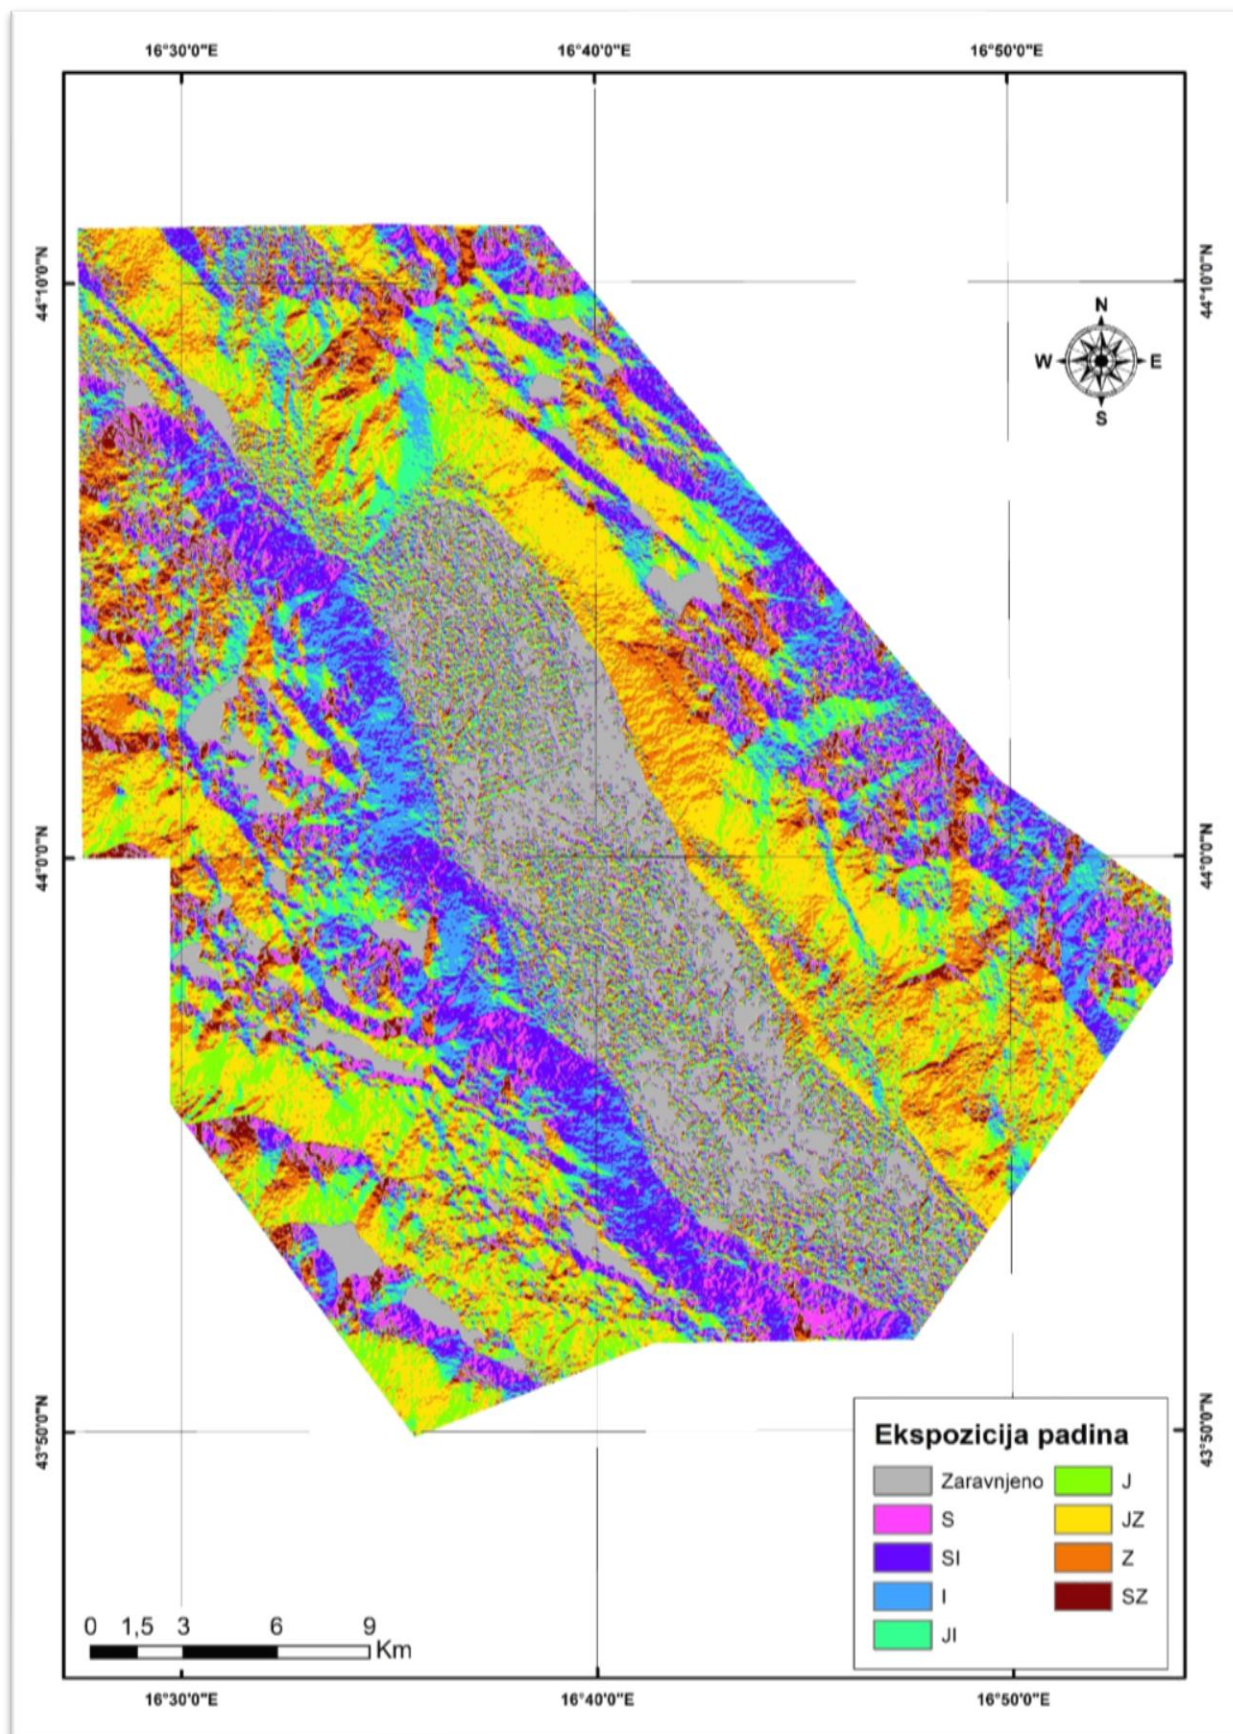 16°30'0"E 16°40'0"E 16°50'0"E
44°10'0"N 44°10'0"N
N
W E
S
44°0'0"N 44°0'0"N
43°50'0"N 43°50'0"N
Ekspozicija padina
Zaravnjeno J
S JZ
SI Z
I SZ
JI
0 1,5 3 6 9
Km
16°30'0"E 16°40'0"E 16°50'0"E